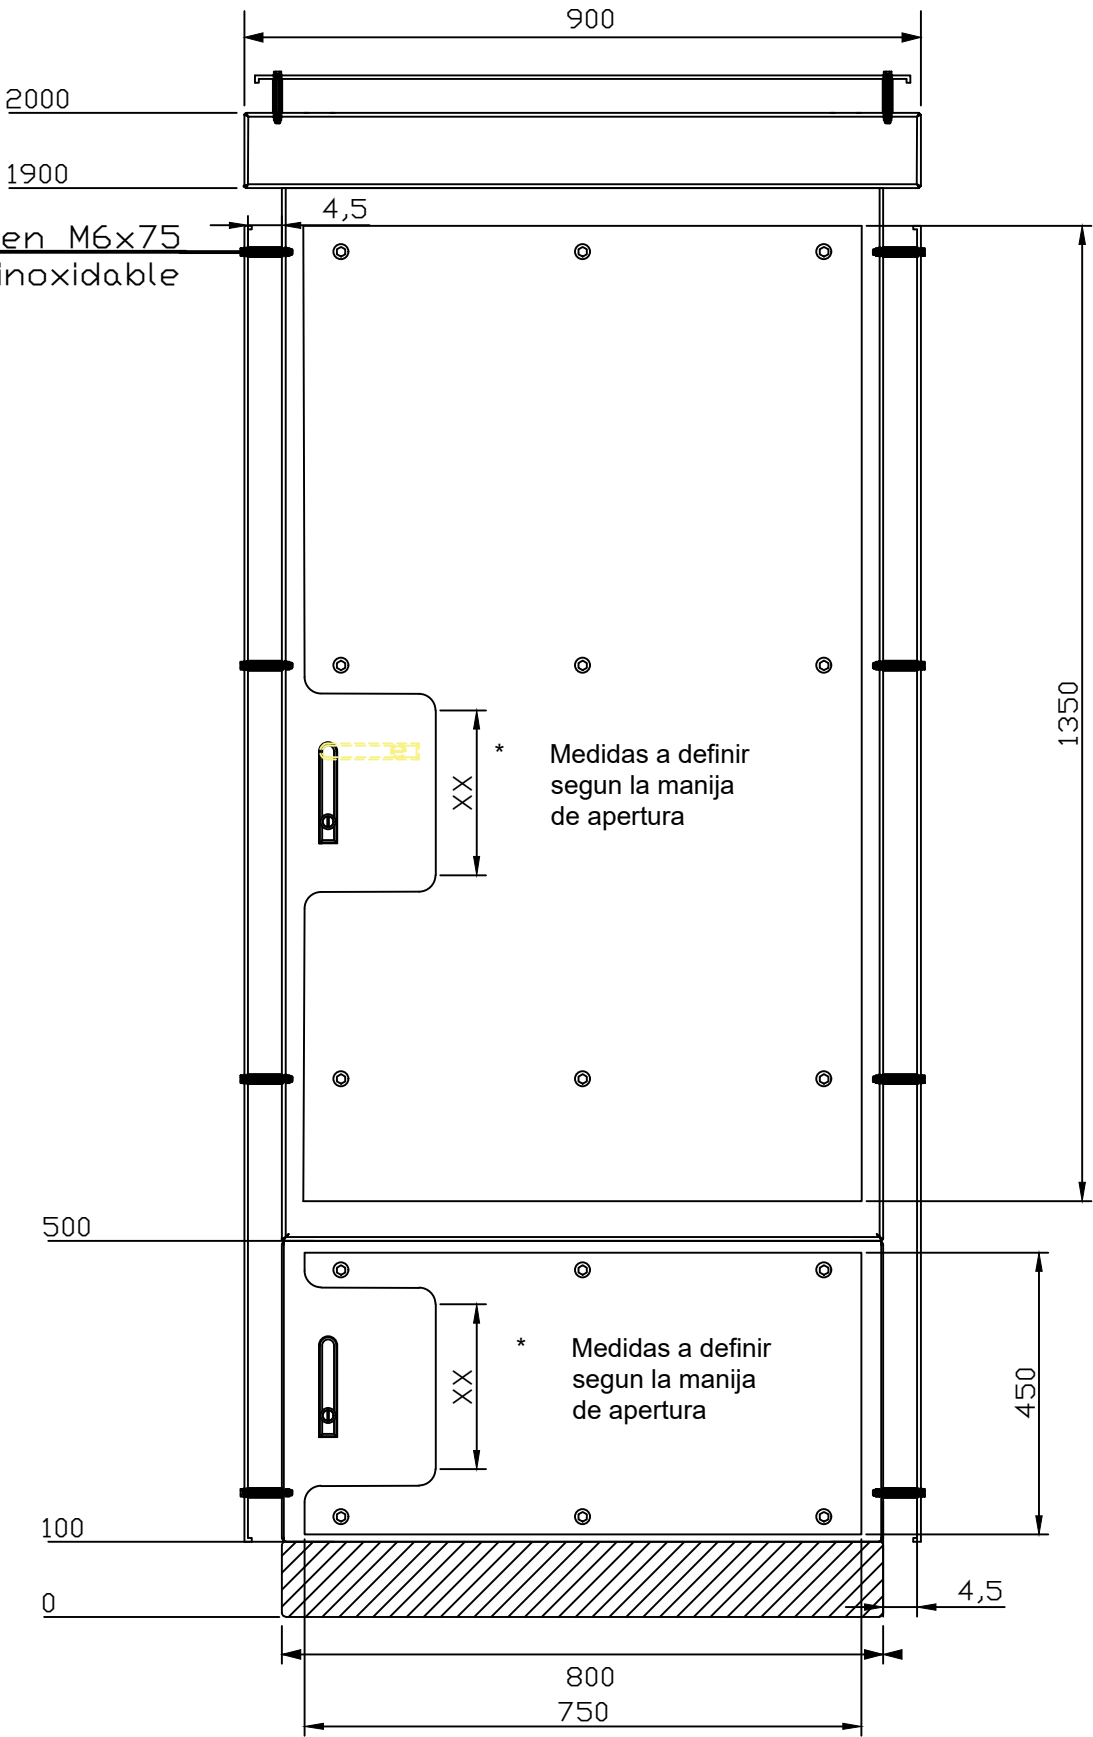 900
2000
1900
4,5
en M6x75
inoxidable
1350
* Medidas a definir
segun la manija
de apertura
XX
500
* Medidas a definir
segun la manija
de apertura
XX
450
100
0
4,5
800
750